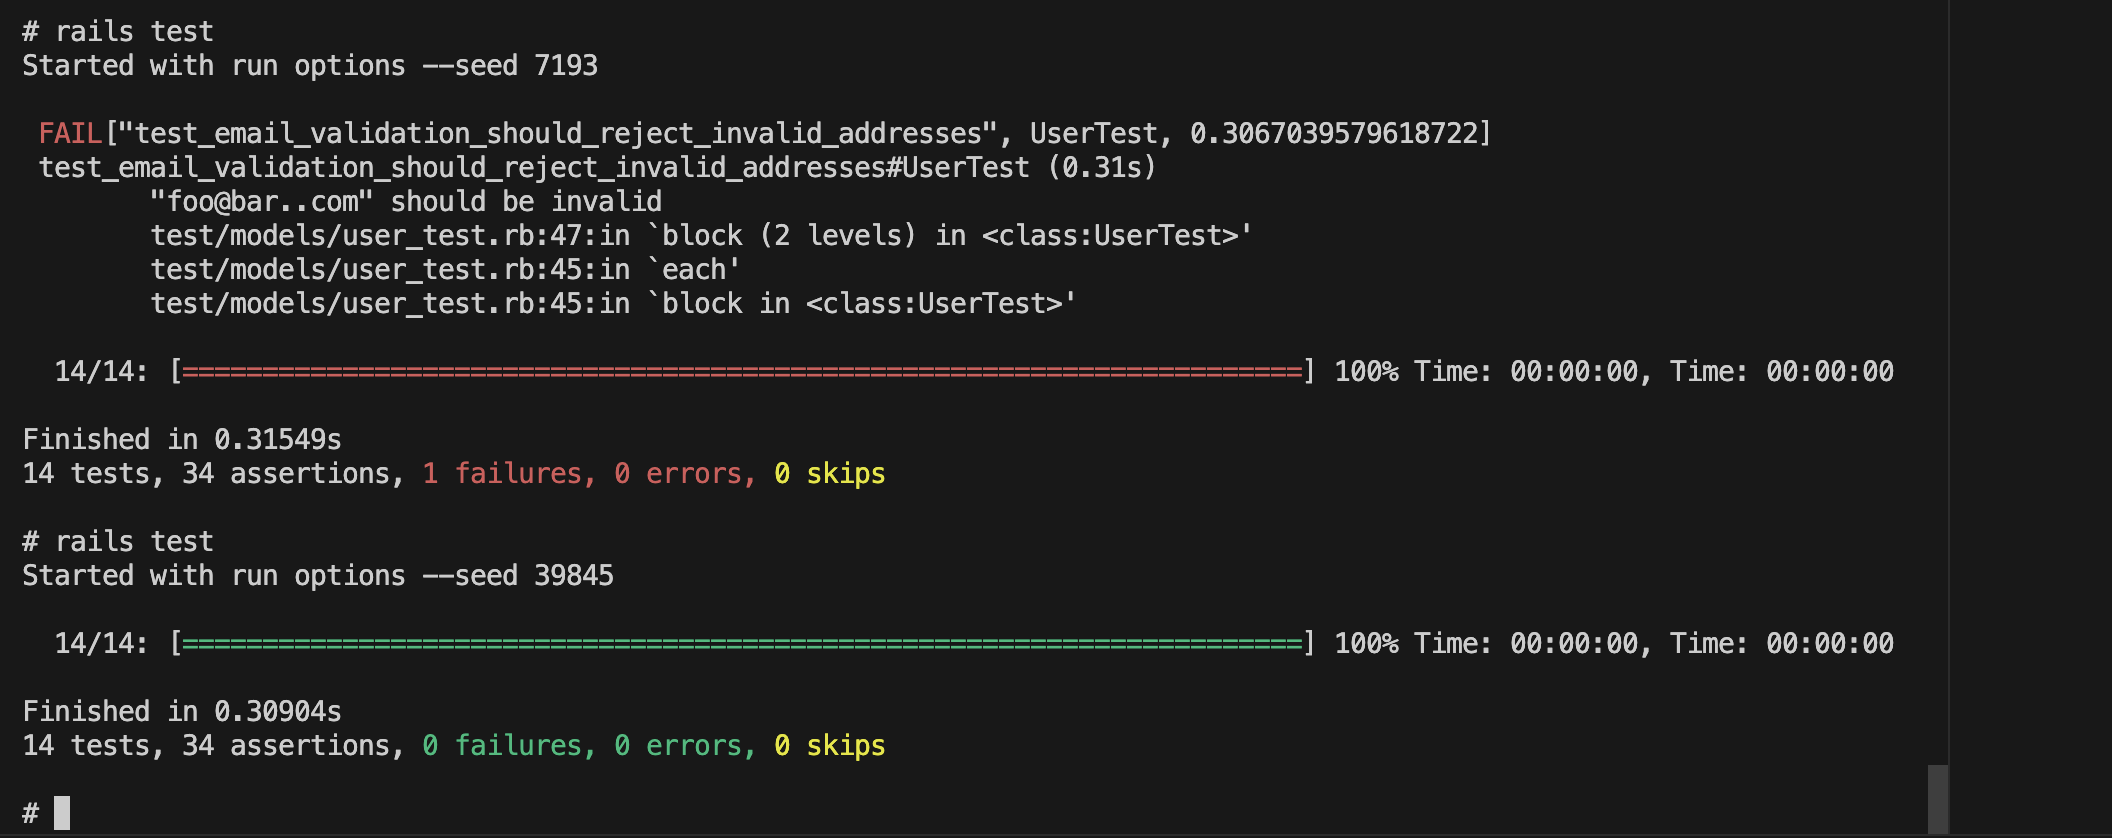 # rails test
Started with run options --seed 7193
FAIL["test_email_validation_should_reject_invalid_addresses", UserTest, 0.3067039579618722]
test_email_validation_should_reject_invalid_addresses#UserTest (0.31s)
"foo@bar..com" should be invalid
test/models/user_test.rb:47:in `block (2 levels) in <class:UserTest>'
test/models/user_test.rb:45:in `each'
test/models/user_test.rb:45:in `block in <class:UserTest>'
14/14: [======================================================================] 100% Time: 00:00:00, Time: 00:00:00
Finished in 0.31549s
14 tests, 34 assertions, 1 failures, 0 errors, 0 skips
# rails test
Started with run options --seed 39845
14/14: [======================================================================] 100% Time: 00:00:00, Time: 00:00:00
Finished in 0.30904s
14 tests, 34 assertions, 0 failures, 0 errors, 0 skips
#